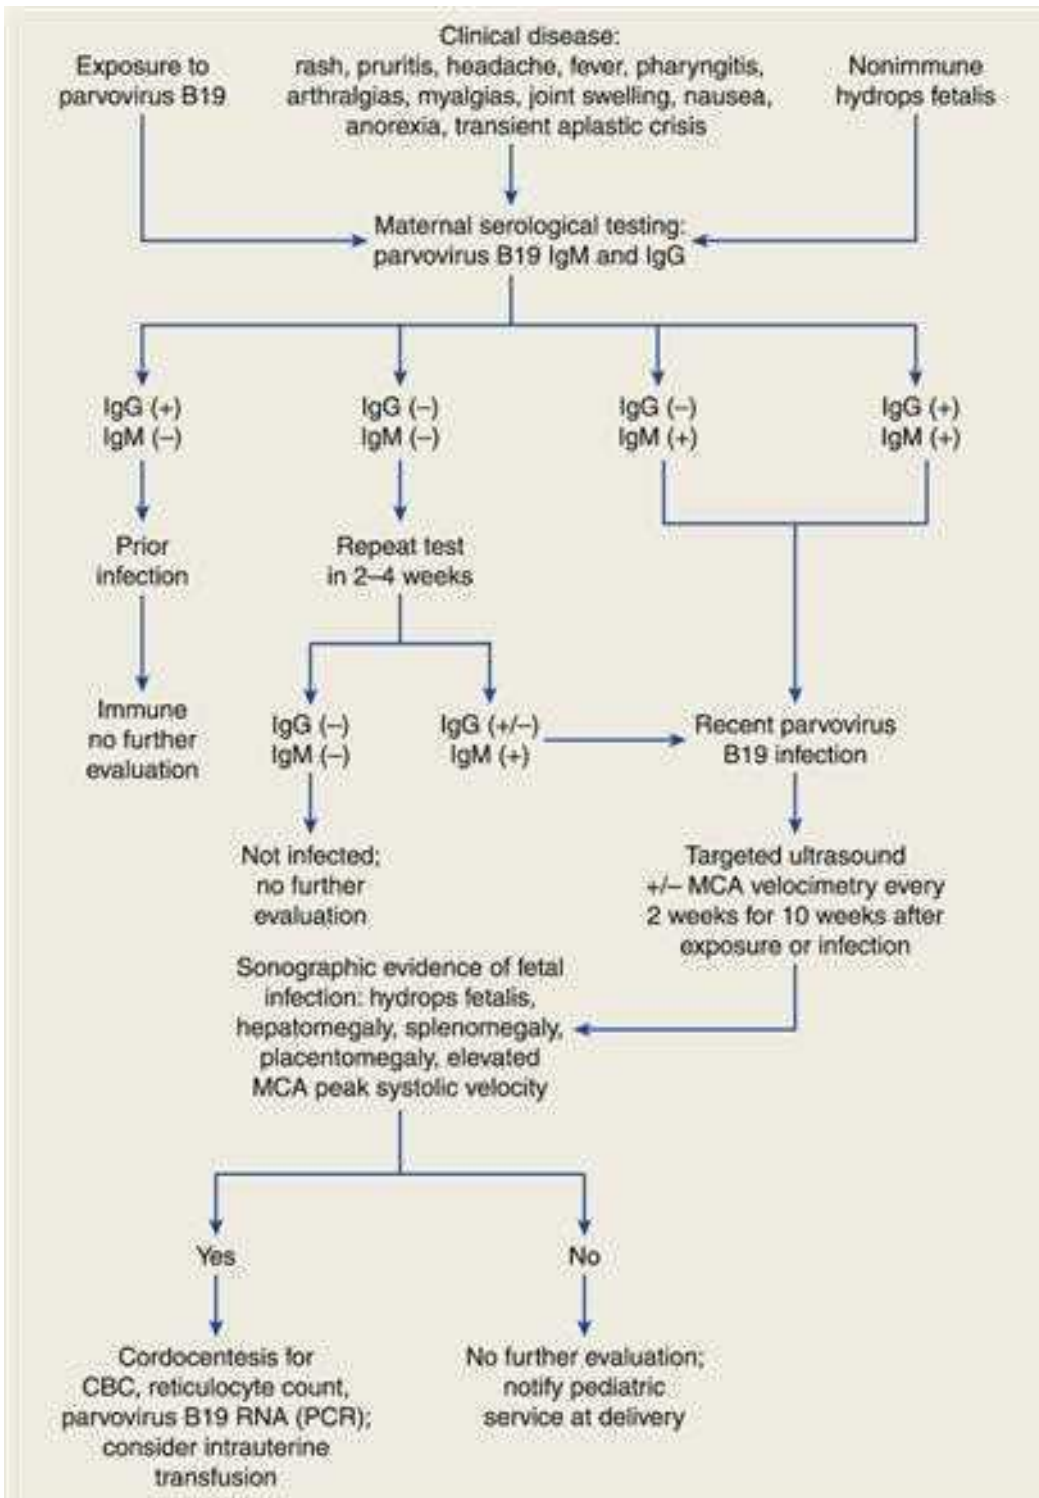 Exposure to
parvovirus B19
Clinical disease:
rash, pruritis, headache, fever, pharyngitis,
arthralgias, myalgias, joint swelling, nausea,
anorexia, transient aplastic crisis
Nonimmune
hydrops fetalis
Maternal serological testing:
parvovirus B19 IgM and IgG
IgG (+)
IgM (–)
IgG (–)
IgM (–)
IgG (–)
IgM (+)
IgG (+)
IgM (+)
Prior
infection
Repeat test
in 2–4 weeks
Immune
no further
evaluation
IgG (–)
IgM (–)
IgG (+/–)
IgM (+)
Recent parvovirus
B19 infection
Not infected;
no further
evaluation
Targeted ultrasound
+/– MCA velocimetry every
2 weeks for 10 weeks after
exposure or infection
Sonographic evidence of fetal
infection: hydrops fetalis,
hepatomegaly, splenomegaly,
placentomegaly, elevated
MCA peak systolic velocity
Yes
No
Cordocentesis for
CBC, reticulocyte count,
parvovirus B19 RNA (PCR);
consider intrauterine
transfusion
No further evaluation;
notify pediatric
service at delivery